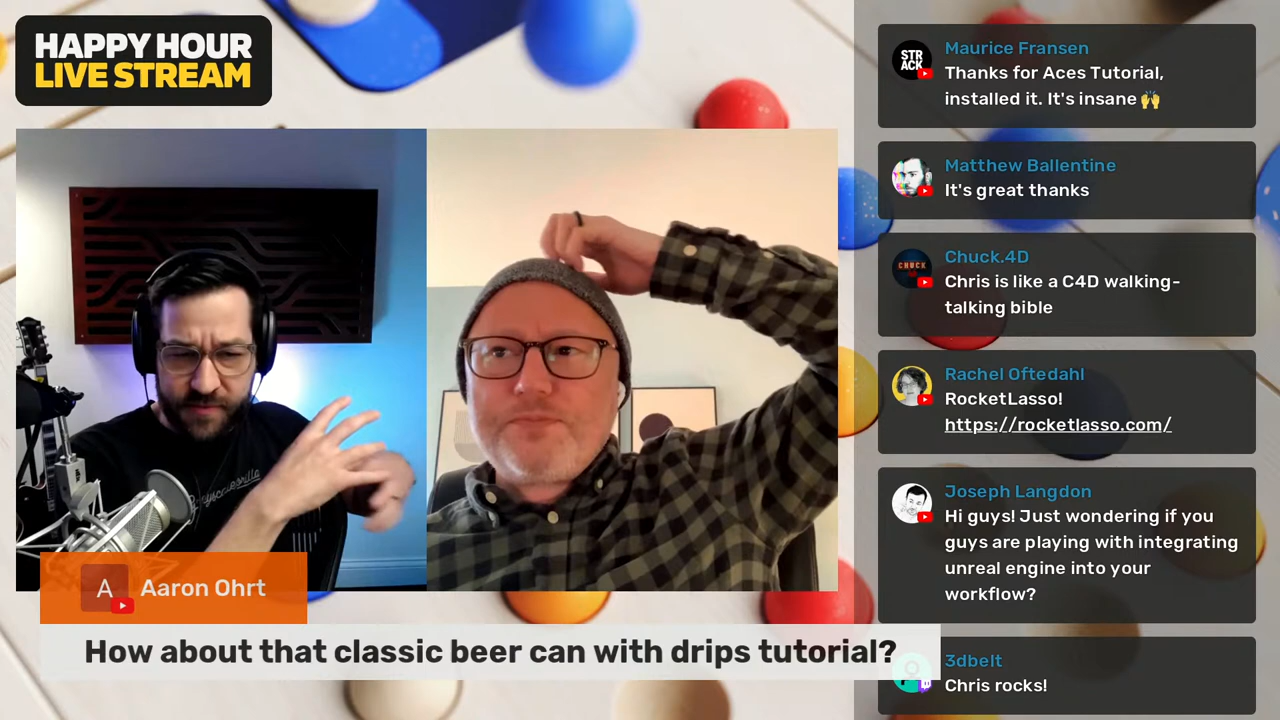 HAPPY HOUR
LIVE STREAM
Aaron Ohrt
A
How about that classic beer can with drips tutorial?
STR
ACK
Maurice Fransen
Thanks for Aces Tutorial,
installed it. It's insane 🙌
Matthew Ballentine
It's great thanks
CHUCK
Chuck.4D
Chris is like a C4D walking-
talking bible
Rachel Oftedahl
RocketLasso!
https://rocketlasso.com/
Joseph Langdon
Hi guys! Just wondering if you
guys are playing with integrating
unreal engine into your
workflow?
3dbelt
Chris rocks!